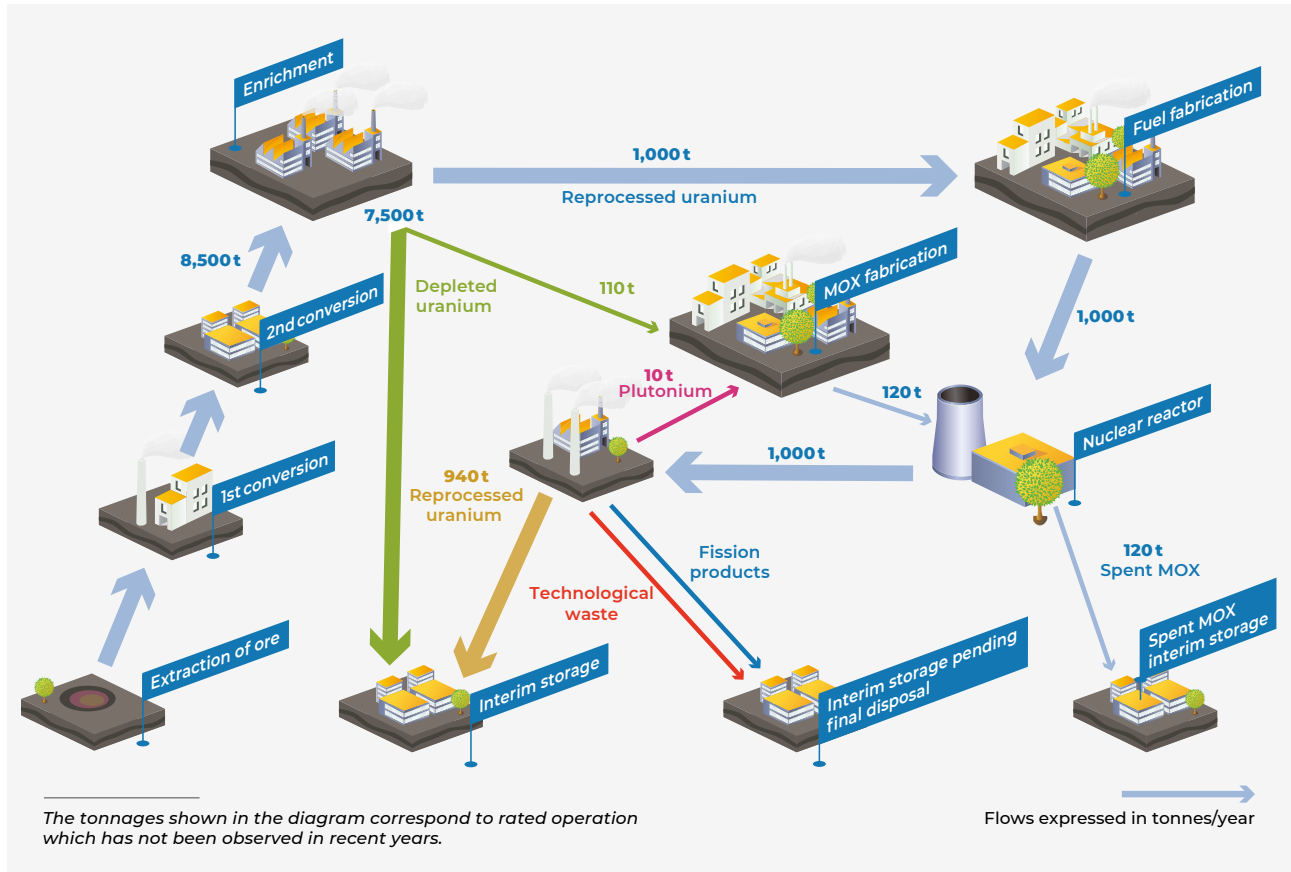 Enrichment
Fuel fabrication
1,000 t
Reprocessed uranium
7,500 t
8,500 t
Depleted
uranium
110 t
MOX fabrication
2nd conversion
1,000 t
10 t
Plutonium
120 t
Nuclear reactor
1st conversion
1,000 t
940 t
Reprocessed
uranium
Fission
products
120 t
Spent MOX
Technological
waste
Extraction of ore
Interim storage
Interim storage pending
final disposal
Spent MOX
interim storage
The tonnages shown in the diagram correspond to rated operation
which has not been observed in recent years.
Flows expressed in tonnes/year